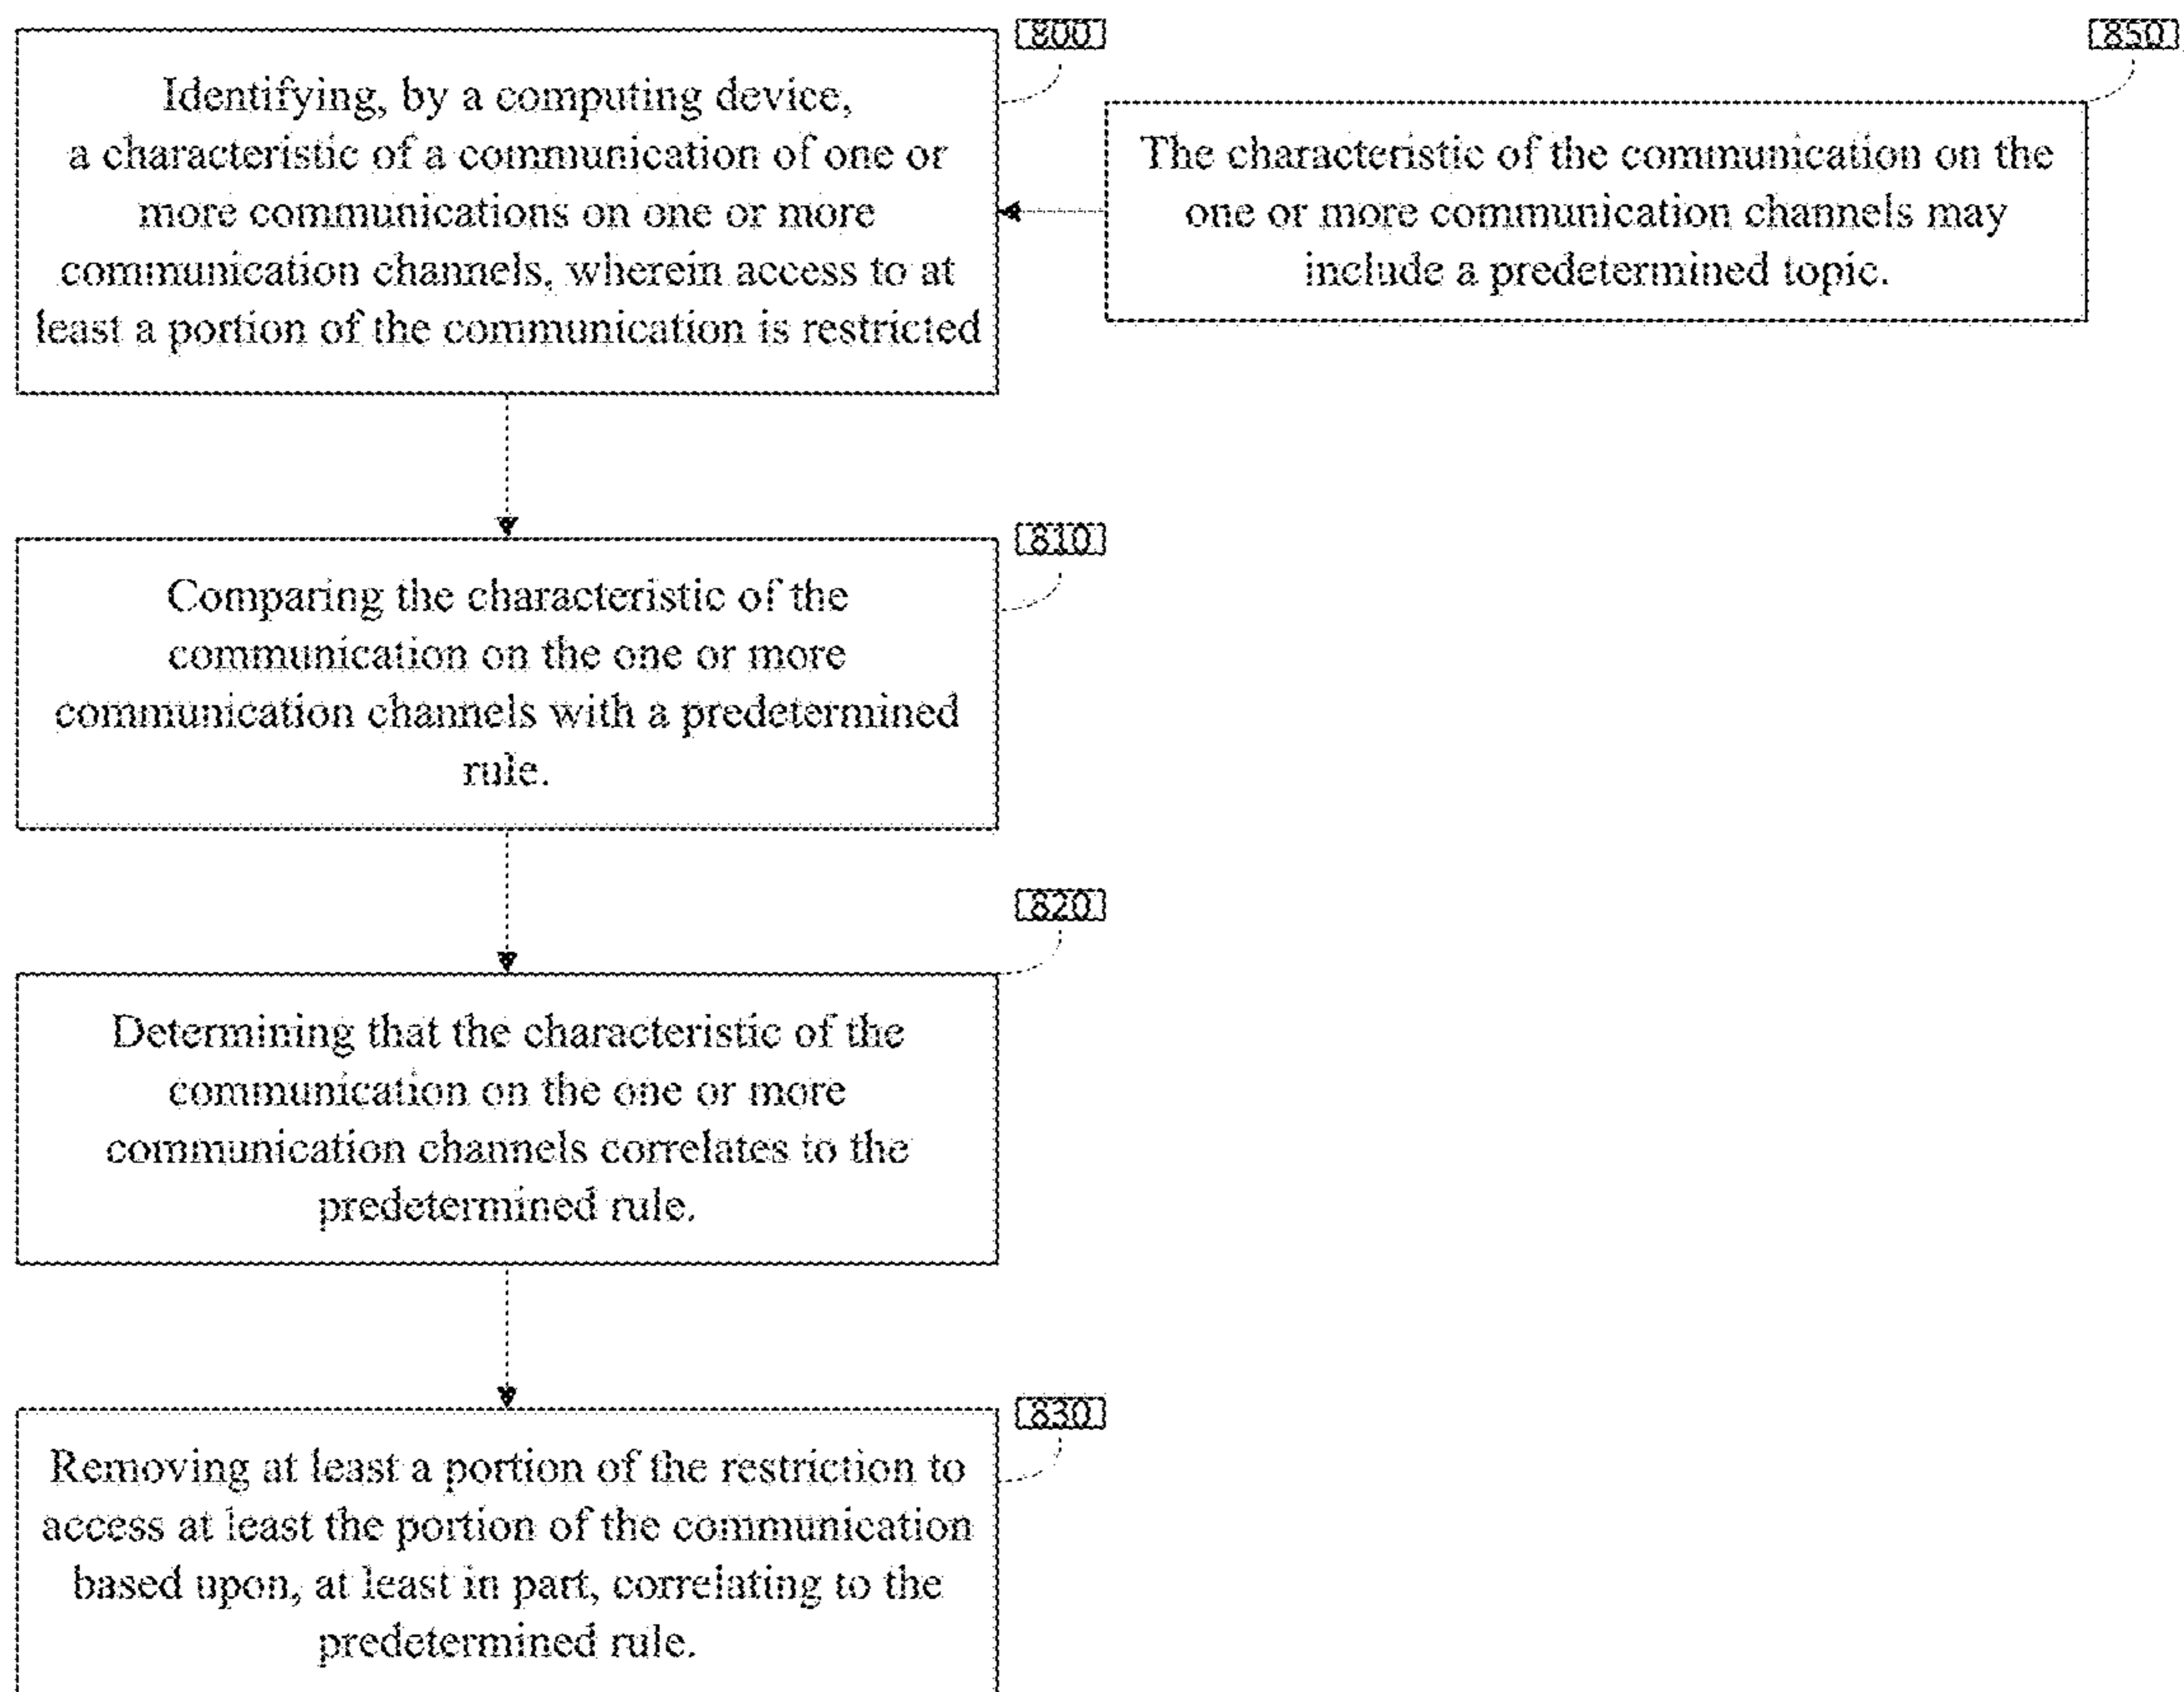 800
Identifying, by a computing device,
a characteristic of a communication of one or
more communications on one or more
communication channels, wherein access to at
least a portion of the communication is restricted
850
The characteristic of the communication on the
one or more communication channels may
include a predetermined topic.
810
Comparing the characteristic of the
communication on the one or more
communication channels with a predetermined
rule.
820
Determining that the characteristic of the
communication on the one or more
communication channels correlates to the
predetermined rule.
830
Removing at least a portion of the restriction to
access at least the portion of the communication
based upon, at least in part, correlating to the
predetermined rule.